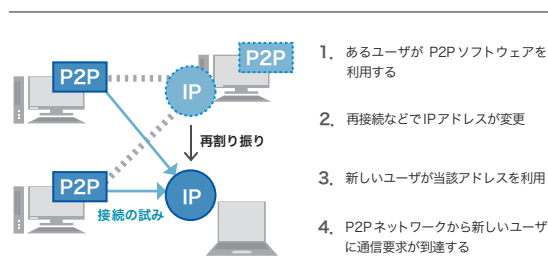 P2P
P2P
IP
再割り振り
P2P
IP
接続の試み
1. あるユーザが P2Pソフトウェアを
利用する
2. 再接続などでIPアドレスが変更
3. 新しいユーザが当該アドレスを利用
4. P2Pネットワークから新しいユーザ
に通信要求が到達する